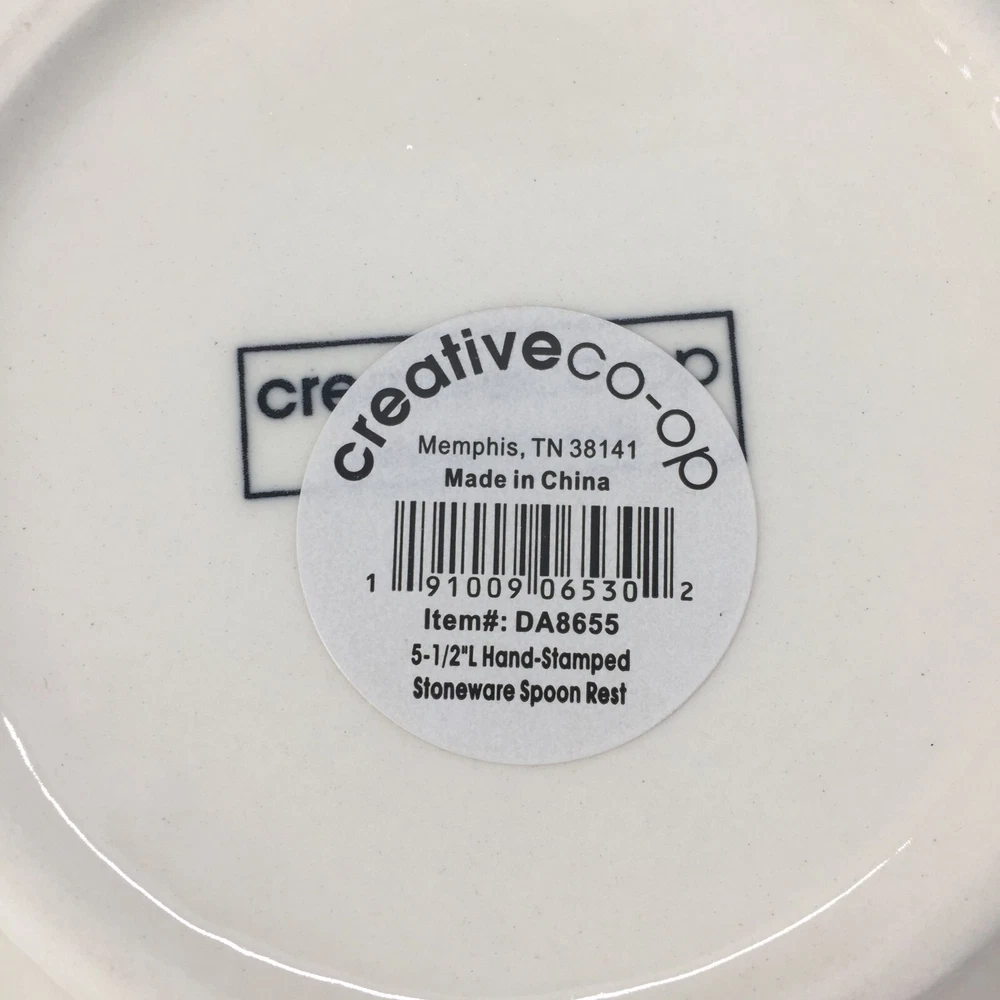 creativeco-op
Memphis, TN 38141
Made in China
1 91009 06530 2
Item#: DA8655
5-1/2"L Hand-Stamped
Stoneware Spoon Rest